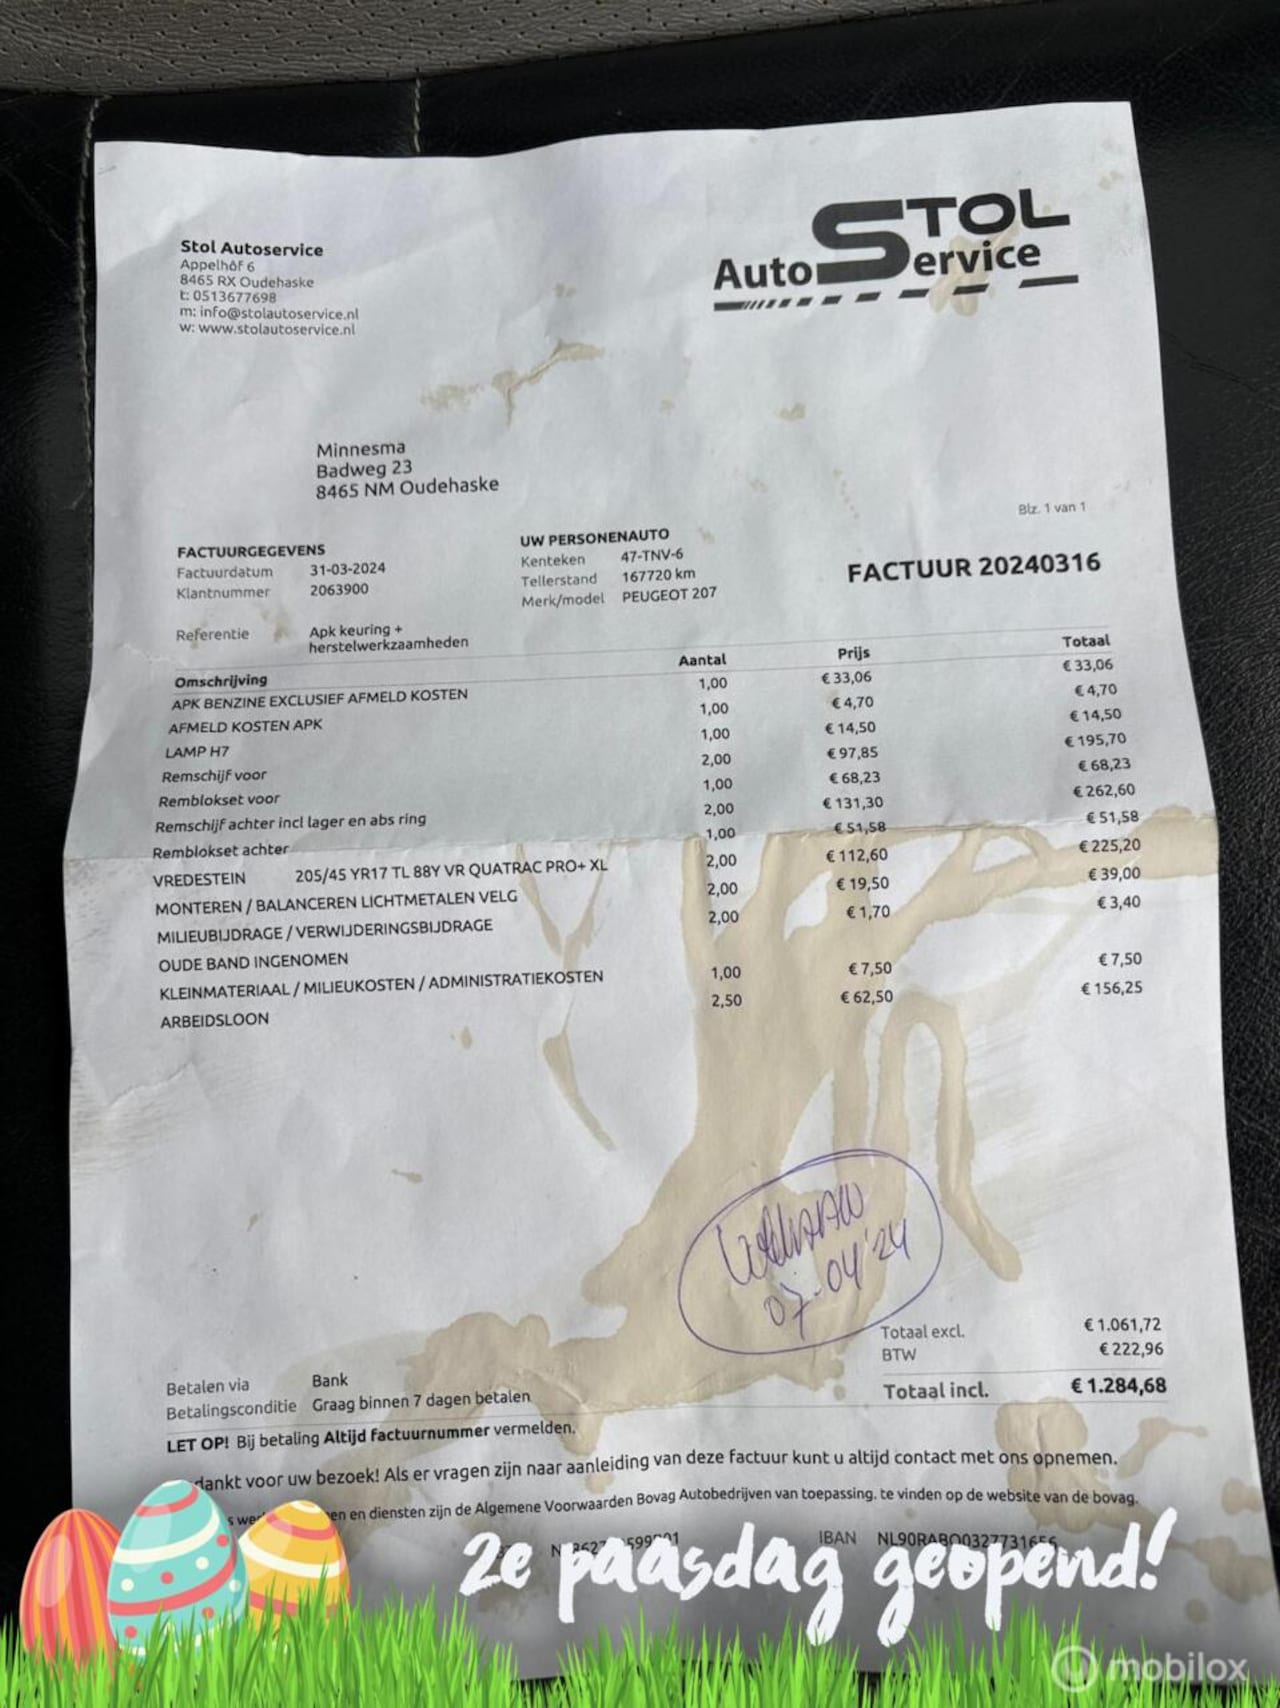 Stol Autoservice
Appelhôf 6
8465 RX Oudehaske
t: 0513677698
m: info@stolautoservice.nl
w: www.stolautoservice.nl
STOL
Auto Service
Minnesma
Badweg 23
8465 NM Oudehaske
Blz. 1 van 1
FACTUURGEGEVENS
Factuurdatum 31-03-2024
Klantnummer 2063900
UW PERSONENAUTO
Kenteken 47-TNV-6
Tellerstand 167720 km
Merk/model PEUGEOT 207
FACTUUR 20240316
Referentie Apk keuring +
herstelwerkzaamheden
Omschrijving Aantal Prijs Totaal
APK BENZINE EXCLUSIEF AFMELD KOSTEN 1,00 € 33,06 € 33,06
AFMELD KOSTEN APK 1,00 € 4,70 € 4,70
LAMP H7 1,00 € 14,50 € 14,50
Remschijf voor 2,00 € 97,85 € 195,70
Remblokset voor 1,00 € 68,23 € 68,23
Remschijf achter incl lager en abs ring 2,00 € 131,30 € 262,60
Remblokset achter 1,00 € 51,58 € 51,58
VREDESTEIN 205/45 YR17 TL 88Y VR QUATRAC PRO+ XL 2,00 € 112,60 € 225,20
MONTEREN / BALANCEREN LICHTMETALEN VELG 2,00 € 19,50 € 39,00
MILIEUBIJDRAGE / VERWIJDERINGSBIJDRAGE 2,00 € 1,70 € 3,40
OUDE BAND INGENOMEN
KLEINMATERIAAL / MILIEUKOSTEN / ADMINISTRATIEKOSTEN 1,00 € 7,50 € 7,50
ARBEIDSLOON 2,50 € 62,50 € 156,25
07-04'24
Totaal excl. € 1.061,72
BTW € 222,96
Totaal incl. € 1.284,68
Betalen via Bank
Betalingsconditie Graag binnen 7 dagen betalen
LET OP! Bij betaling Altijd factuurnummer vermelden.
dankt voor uw bezoek! Als er vragen zijn naar aanleiding van deze factuur kunt u altijd contact met ons opnemen.
en diensten zijn de Algemene Voorwaarden Bovag Autobedrijven van toepassing. te vinden op de website van de bovag.
IBAN
2e paasdag geopend!
mobilox